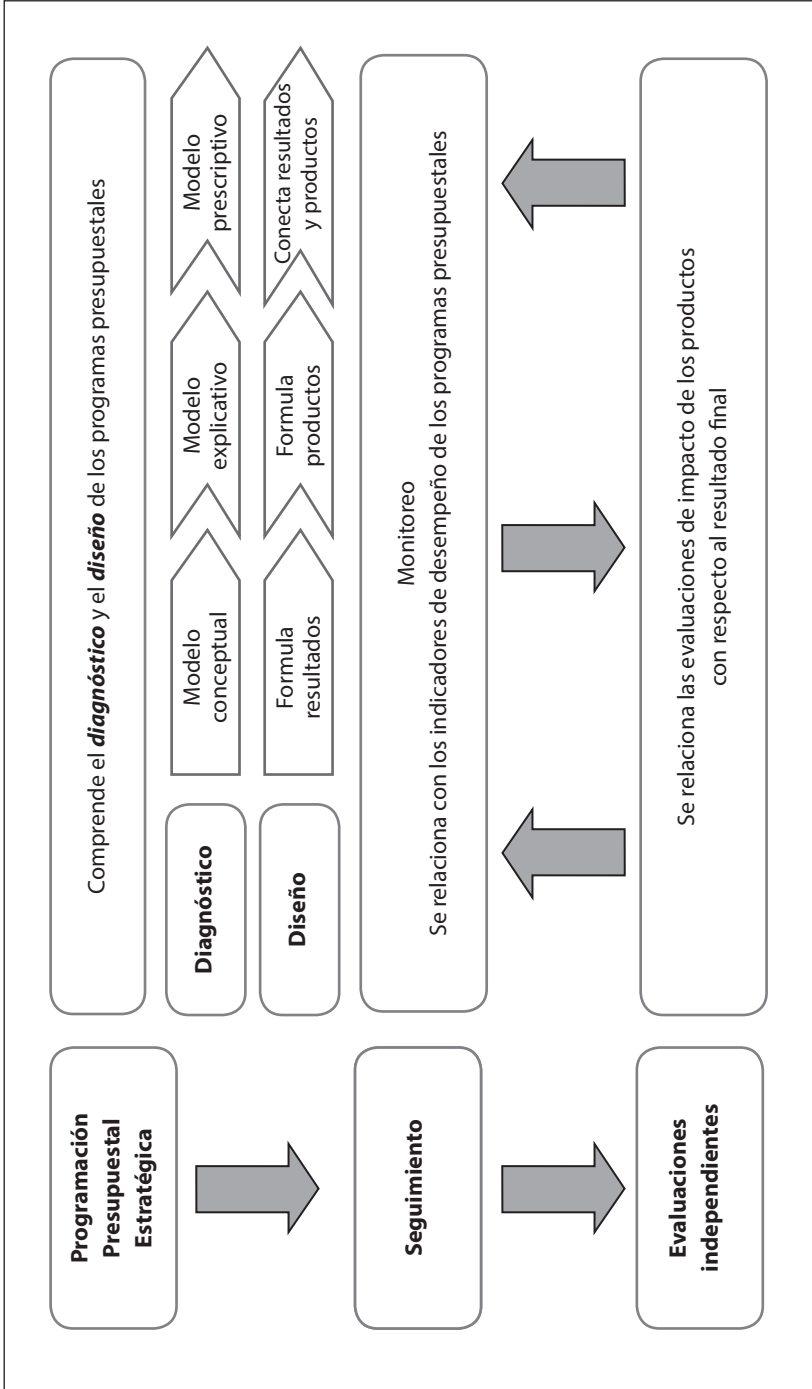 Programación
Presupuestal
Estratégica
Comprende el diagnóstico y el diseño de los programas presupuestales
Diagnóstico
Modelo
conceptual
Modelo
explicativo
Modelo
prescriptivo
Diseño
Formula
resultados
Formula
productos
Conecta resultados
y productos
Seguimiento
Monitoreo
Se relaciona con los indicadores de desempeño de los programas presupuestales
Evaluaciones
independientes
Se relaciona las evaluaciones de impacto de los productos
con respecto al resultado final